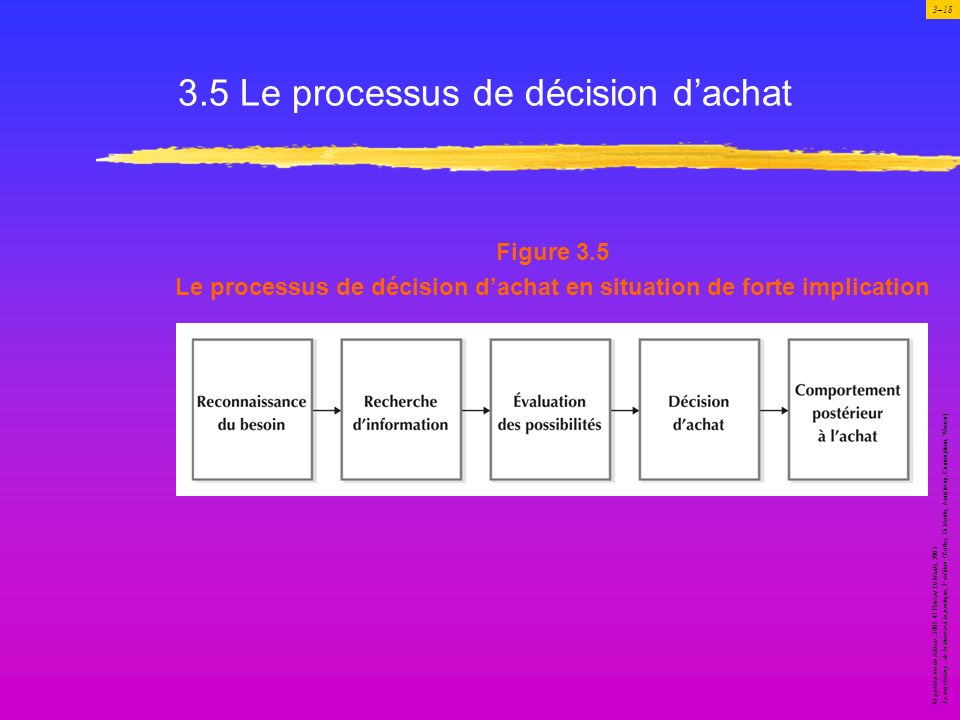 3–18
3.5 Le processus de décision d’achat
Figure 3.5
Le processus de décision d’achat en situation de forte implication
Reconnaissance
du besoin
Recherche
d’information
Évaluation
des possibilités
Décision
d’achat
Comportement
postérieur
à l’achat